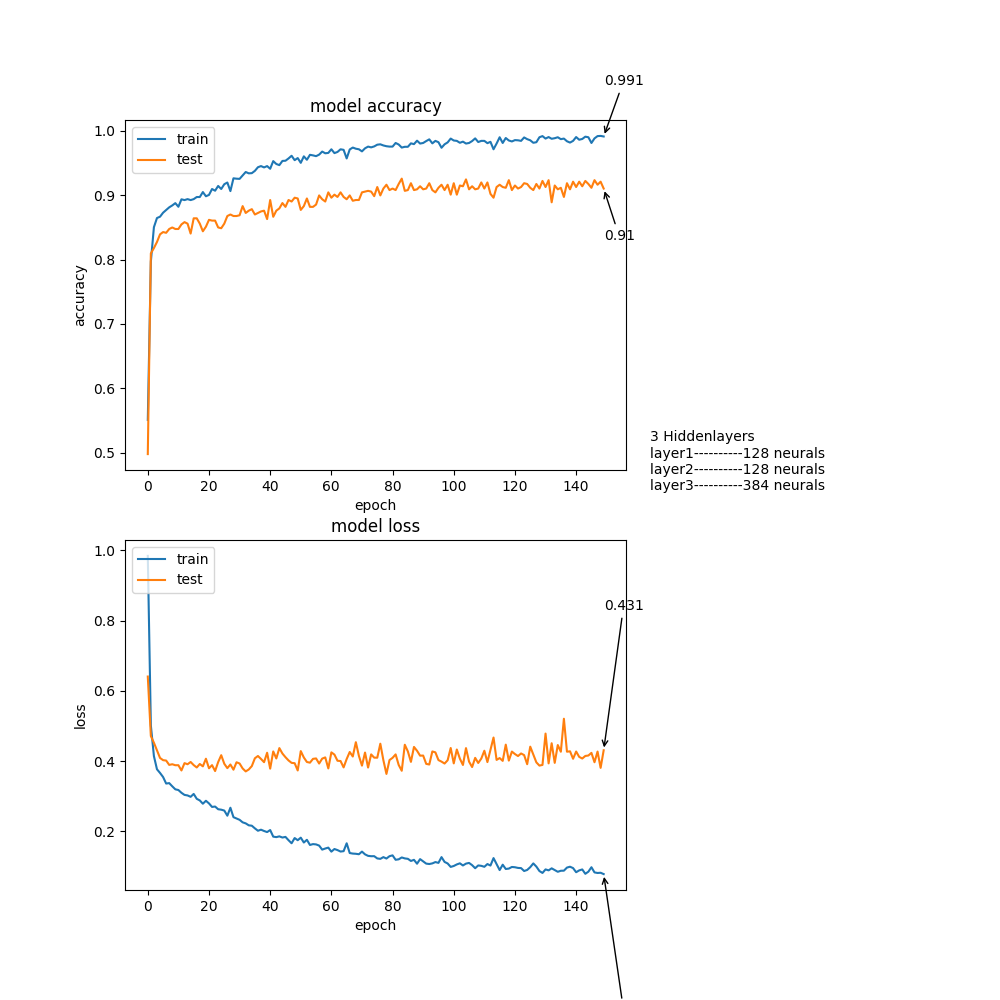 0.991
model accuracy
1.0
0.9
0.8
0.7
0.6
0.5
accuracy
train
test
0.91
0 20 40 60 80 100 120 140
epoch
3 Hiddenlayers
layer1----------128 neurals
layer2----------128 neurals
layer3----------384 neurals
model loss
1.0
0.8
0.6
0.4
0.2
loss
train
test
0.431
0 20 40 60 80 100 120 140
epoch